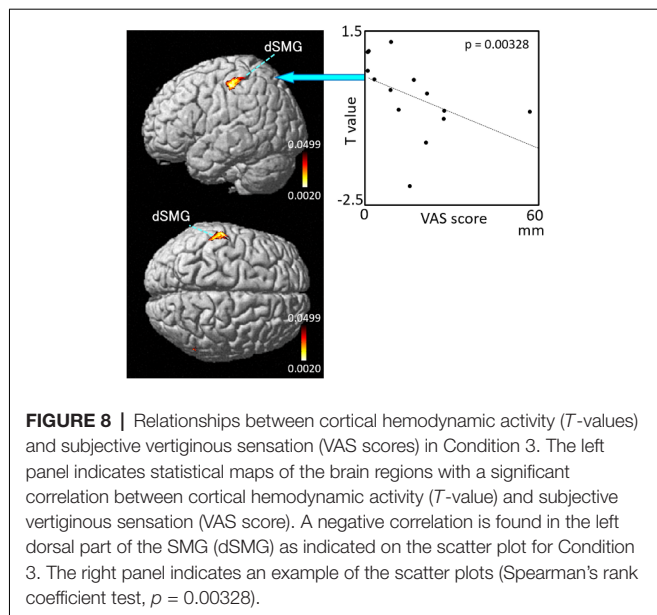 dSMG
0.0499
0.0020
dSMG
0.0499
0.0020
1.5
p = 0.00328
T value
-2.5
0
VAS score
60
mm
FIGURE 8 | Relationships between cortical hemodynamic activity (T-values)
and subjective vertiginous sensation (VAS scores) in Condition 3. The left
panel indicates statistical maps of the brain regions with a significant
correlation between cortical hemodynamic activity (T-value) and subjective
vertiginous sensation (VAS score). A negative correlation is found in the left
dorsal part of the SMG (dSMG) as indicated on the scatter plot for Condition
3. The right panel indicates an example of the scatter plots (Spearman's rank
coefficient test, p = 0.00328).